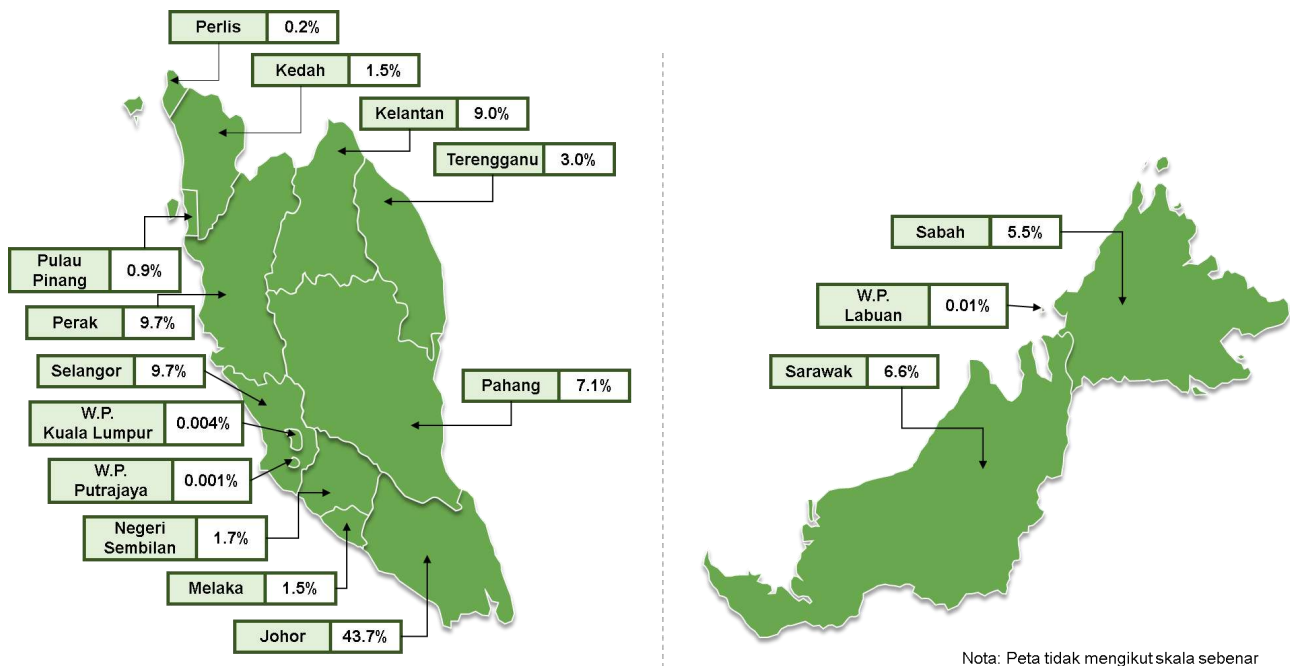 Perlis 0.2%
Kedah 1.5%
Kelantan 9.0%
Terengganu 3.0%
Pulau
Pinang 0.9%
Perak 9.7%
Selangor 9.7%
W.P.
Kuala Lumpur 0.004%
W.P.
Putrajaya 0.001%
Negeri
Sembilan 1.7%
Melaka 1.5%
Johor 43.7%
Pahang 7.1%
Sabah 5.5%
W.P.
Labuan 0.01%
Sarawak 6.6%
Nota: Peta tidak mengikut skala sebenar